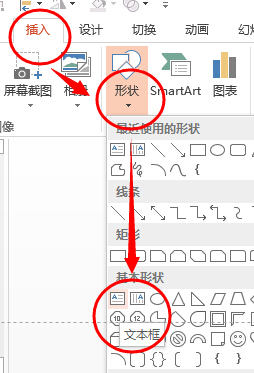 插入 设计 切换 动画 幻灯
屏幕截图 相册 形状 SmartArt 图表
图像
最近使用的形状
线条
矩形
基本形状
文本框